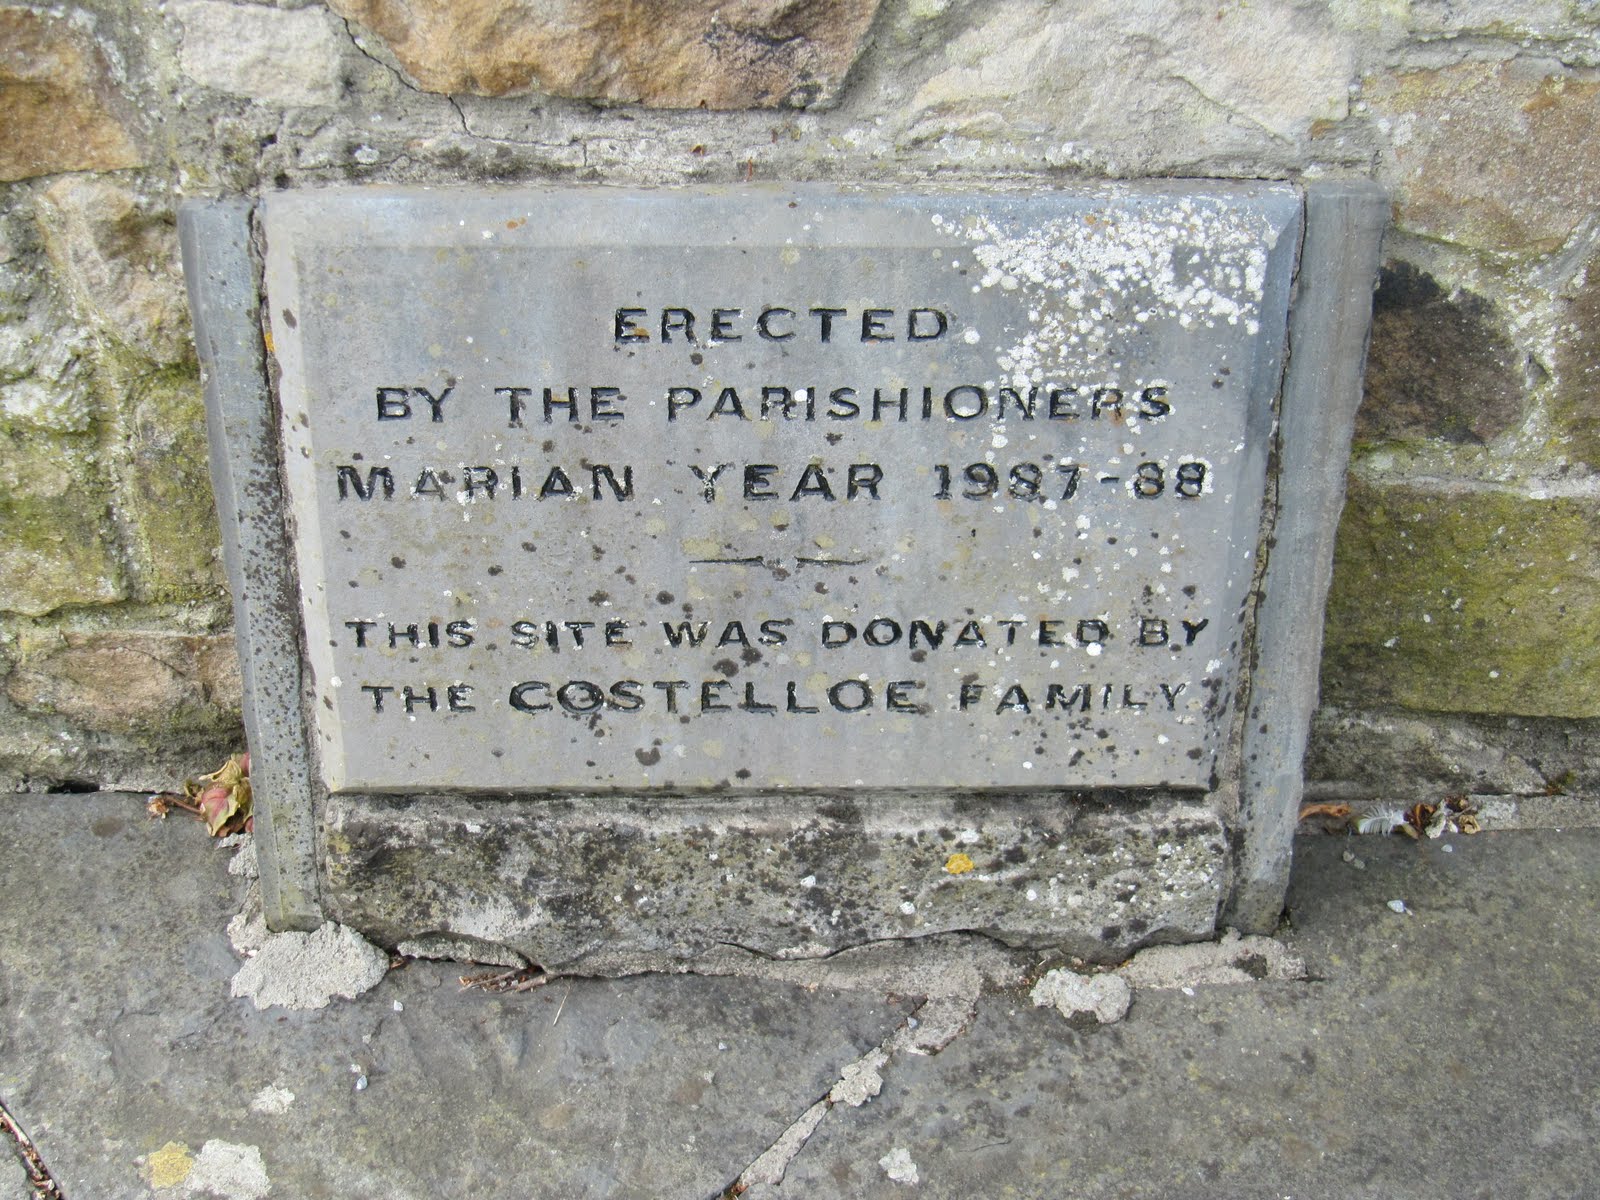 ERECTED
BY THE PARISHIONERS
MARIAN YEAR 1987-88
THIS SITE WAS DONATED BY
THE COSTELLOE FAMILY